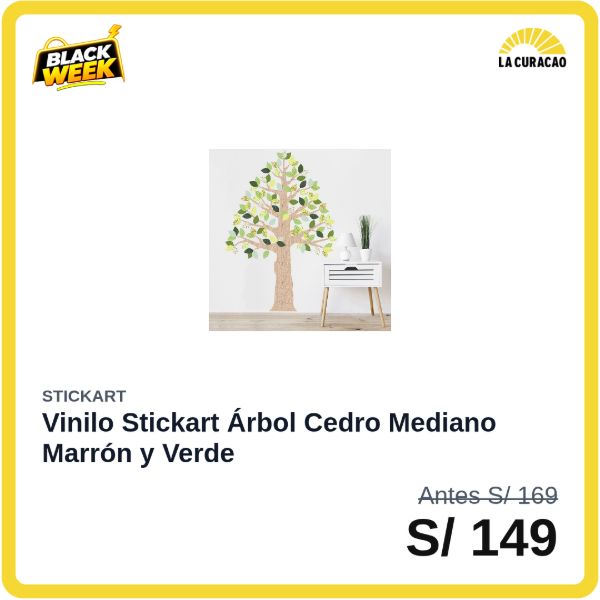 BLACK
WEEK
LA CURACAO
STICKART
Vinilo Stickart Árbol Cedro Mediano
Marrón y Verde
Antes S/ 169
S/ 149